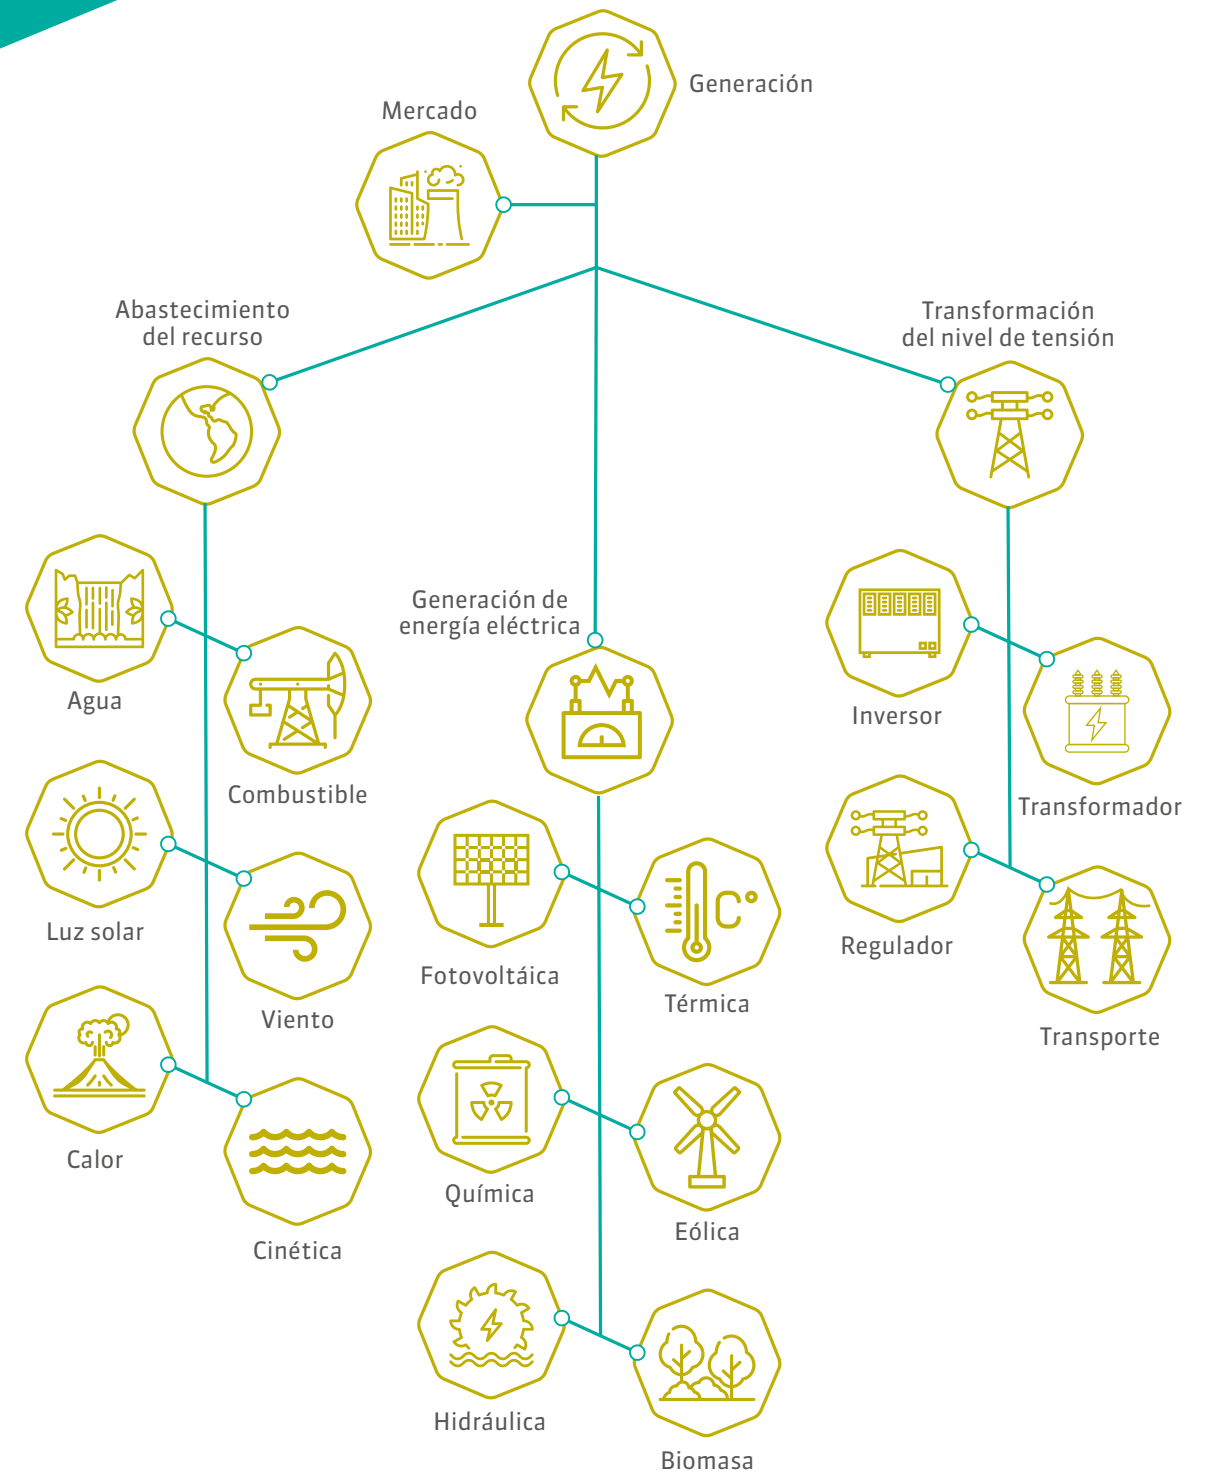 Generación
Mercado
Abastecimiento
del recurso
Transformación
del nivel de tensión
Generación de
energía eléctrica
Agua
Combustible
Luz solar
Viento
Calor
Cinética
Fotovoltáica
Térmica
C°
Química
Eólica
Hidráulica
Biomasa
Inversor
Transformador
Regulador
Transporte